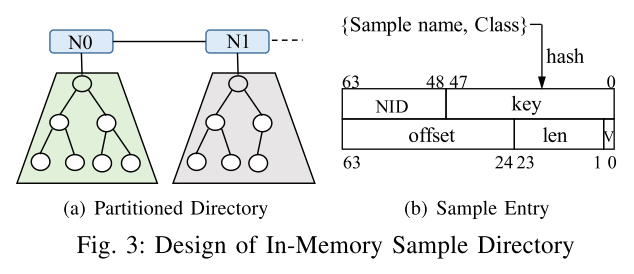 N0
N1
{Sample name, Class}
hash
63 48 47 0
NID key
offset len V
63 24 23 1 0
(a) Partitioned Directory
(b) Sample Entry
Fig. 3: Design of In-Memory Sample Directory